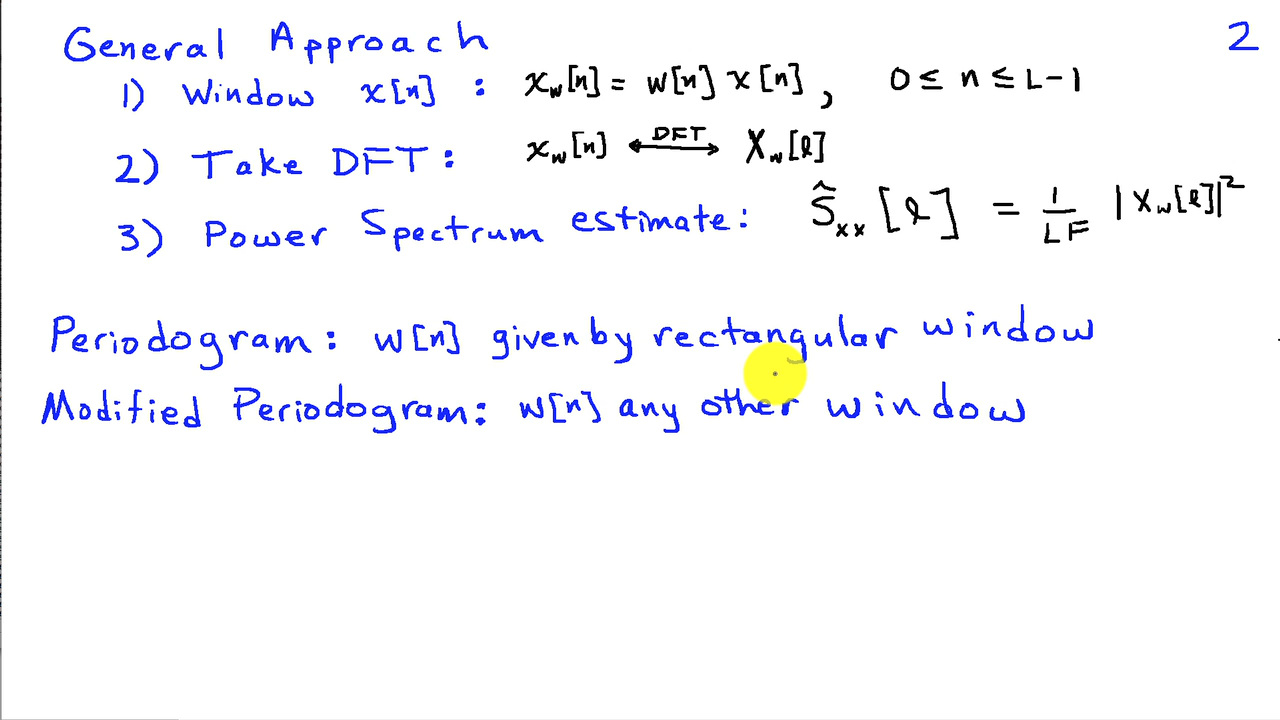 General Approach 2
1) Window x[n] : x_w[n] = w[n] x[n], 0 ≤ n ≤ L-1
2) Take DFT: x_w[n] ⟷ DFT X_w[ℓ]
3) Power Spectrum estimate: Ŝ_xx[ℓ] = 1/LF |X_w[ℓ]|²
Periodogram: w[n] given by rectangular window
Modified Periodogram: w[n] any other window